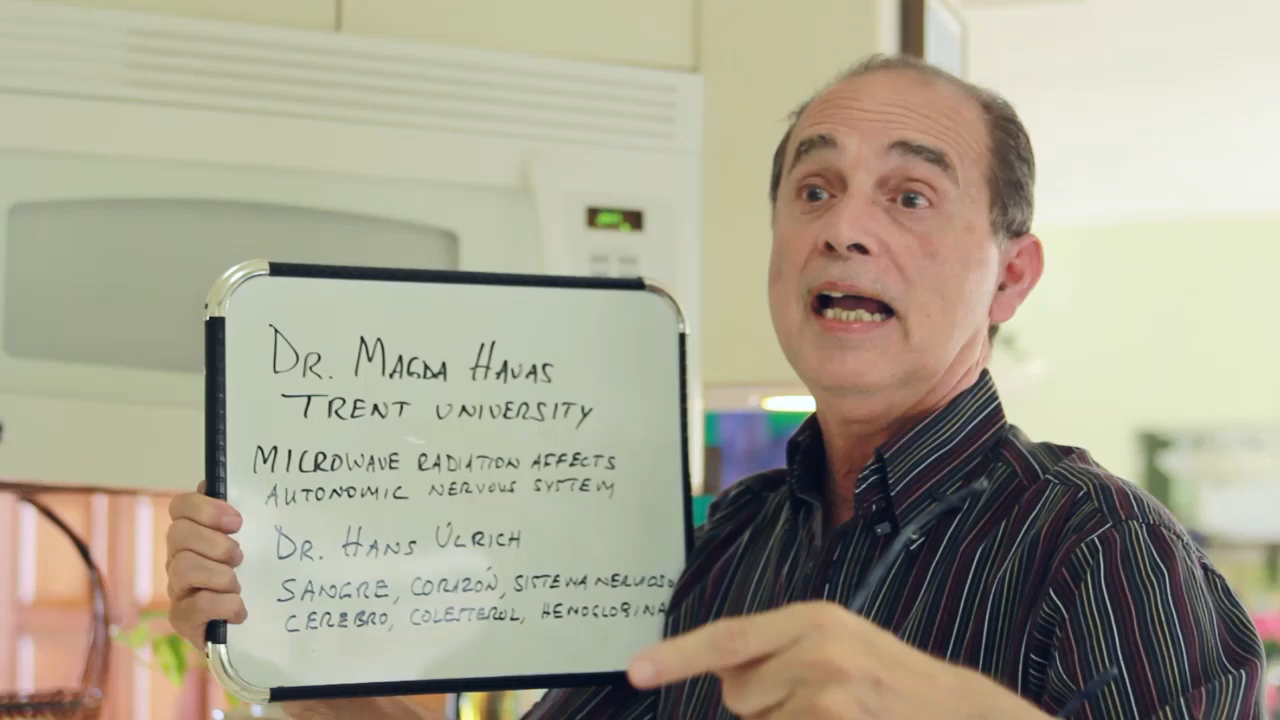 DR. MAGDA HAVAS
TRENT UNIVERSITY
MICROWAVE RADIATION AFFECTS
AUTONOMIC NERVOUS SYSTEM
DR. HANS ULRICH
SANGRE, CORAZÓN, SISTEMA NERVIOSO
CEREBRO, COLESTEROL, HEMOGLOBINA